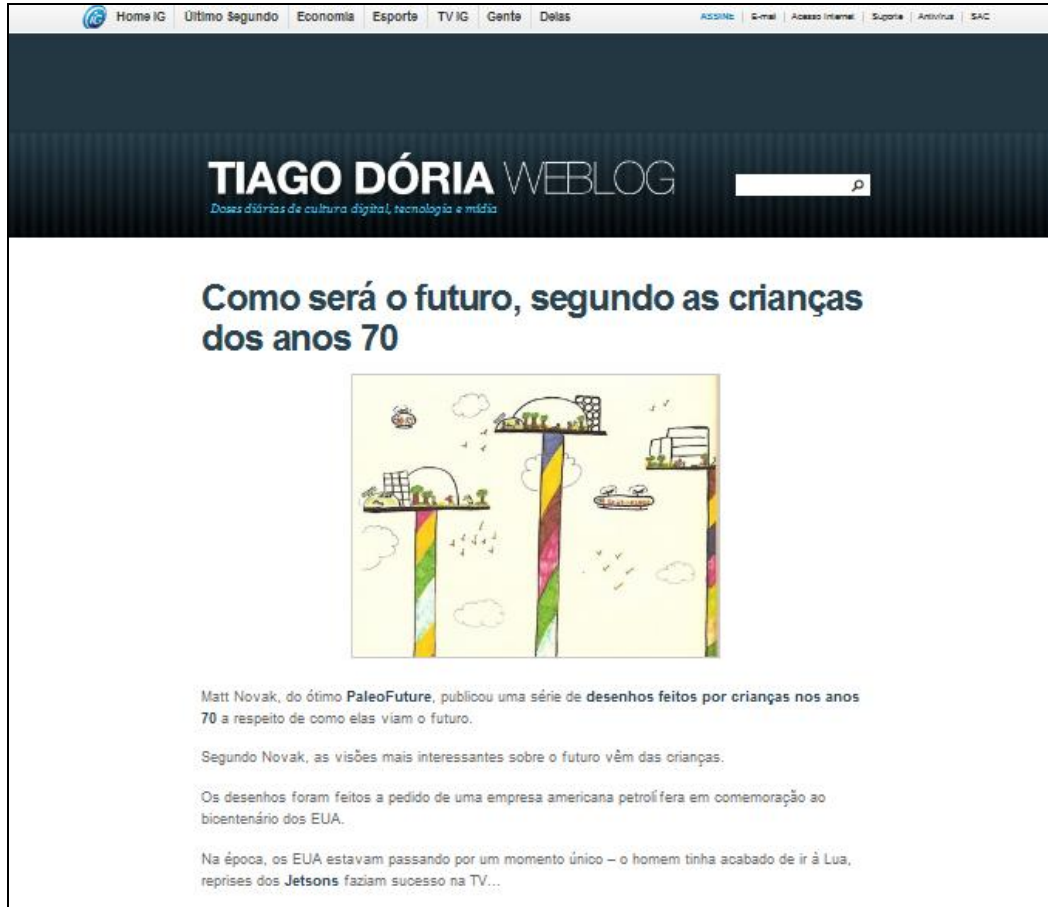 Home IG Último Segundo Economia Esporte TV IG Gente Delas ASSINE E-mail Acesso Internet Suporte Antivírus SAC
TIAGO DÓRIA WEBLOG
Doses diárias de cultura digital, tecnologia e mídia
Como será o futuro, segundo as crianças
dos anos 70
Matt Novak, do ótimo PaleoFuture, publicou uma série de desenhos feitos por crianças nos anos
70 a respeito de como elas viam o futuro.
Segundo Novak, as visões mais interessantes sobre o futuro vêm das crianças.
Os desenhos foram feitos a pedido de uma empresa americana petrolífera em comemoração ao
bicentenário dos EUA.
Na época, os EUA estavam passando por um momento único – o homem tinha acabado de ir à Lua,
reprises dos Jetsons faziam sucesso na TV...